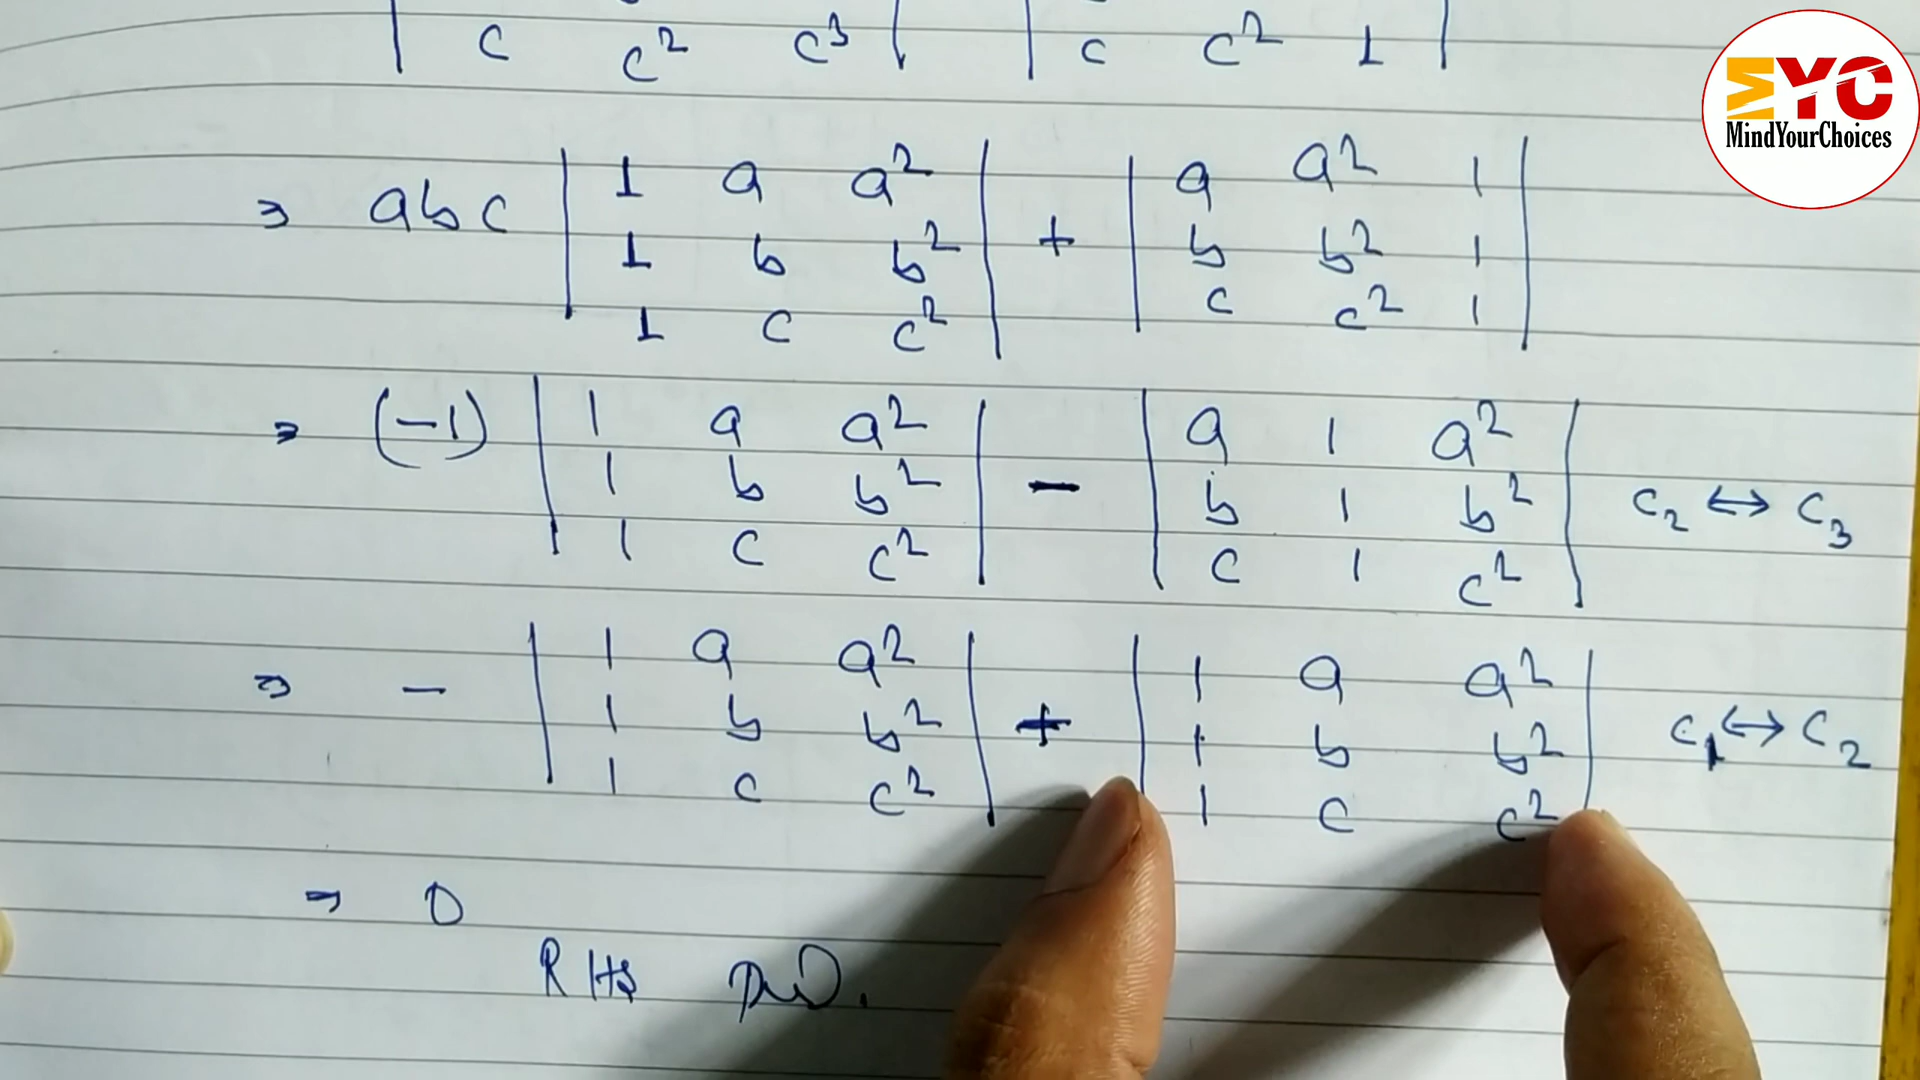 | c c² c³ | | c c² 1 |
MYC
MindYourChoices
⇒ abc | 1 a a² | + | a a² 1 |
| 1 b b² | | b b² 1 |
| 1 c c² | | c c² 1 |
⇒ (-1) | 1 a a² | - | a 1 a² |
| 1 b b² | | b 1 b² | c₂ ↔ c₃
| 1 c c² | | c 1 c² |
⇒ - | 1 a a² | + | 1 a a² |
| 1 b b² | | 1 b b² | c₁ ↔ c₂
| 1 c c² | | 1 c c² |
⇒ 0
RHS